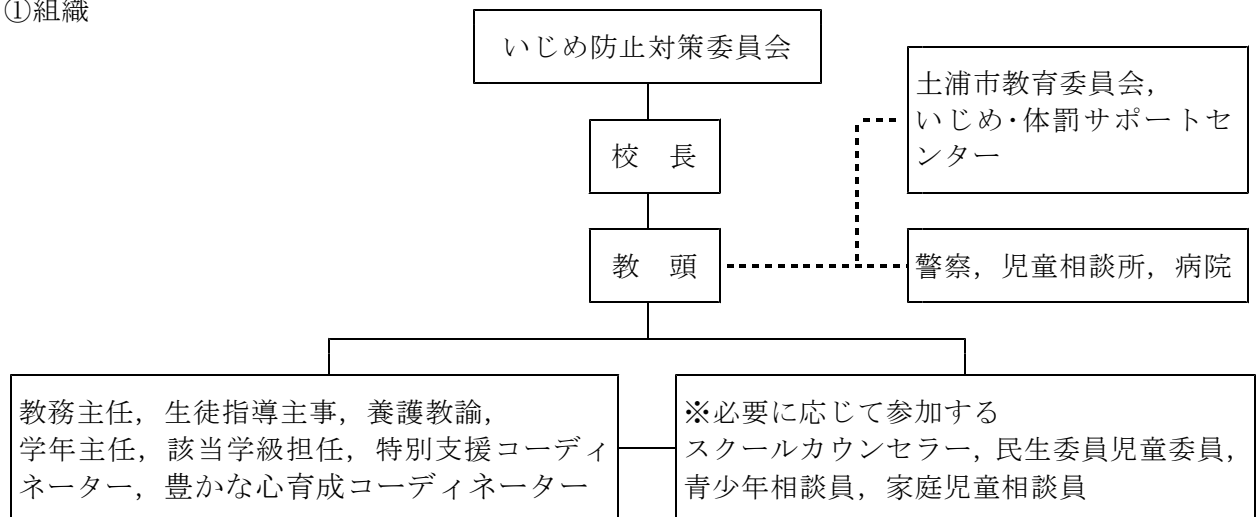 ①組織
いじめ防止対策委員会
土浦市教育委員会，
いじめ・体罰サポートセ
ンター
校　長
教　頭
警察，児童相談所，病院
教務主任，生徒指導主事，養護教諭，
学年主任，該当学級担任，特別支援コーディ
ネーター，豊かな心育成コーディネーター
※必要に応じて参加する
スクールカウンセラー，民生委員児童委員，
青少年相談員，家庭児童相談員